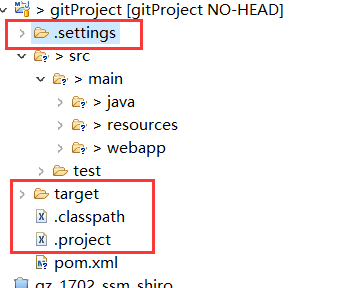 > gitProject [gitProject NO-HEAD]
> .settings
> src
> main
> java
> resources
> webapp
test
> target
.classpath
.project
pom.xml
gz_1702_ssm_shiro